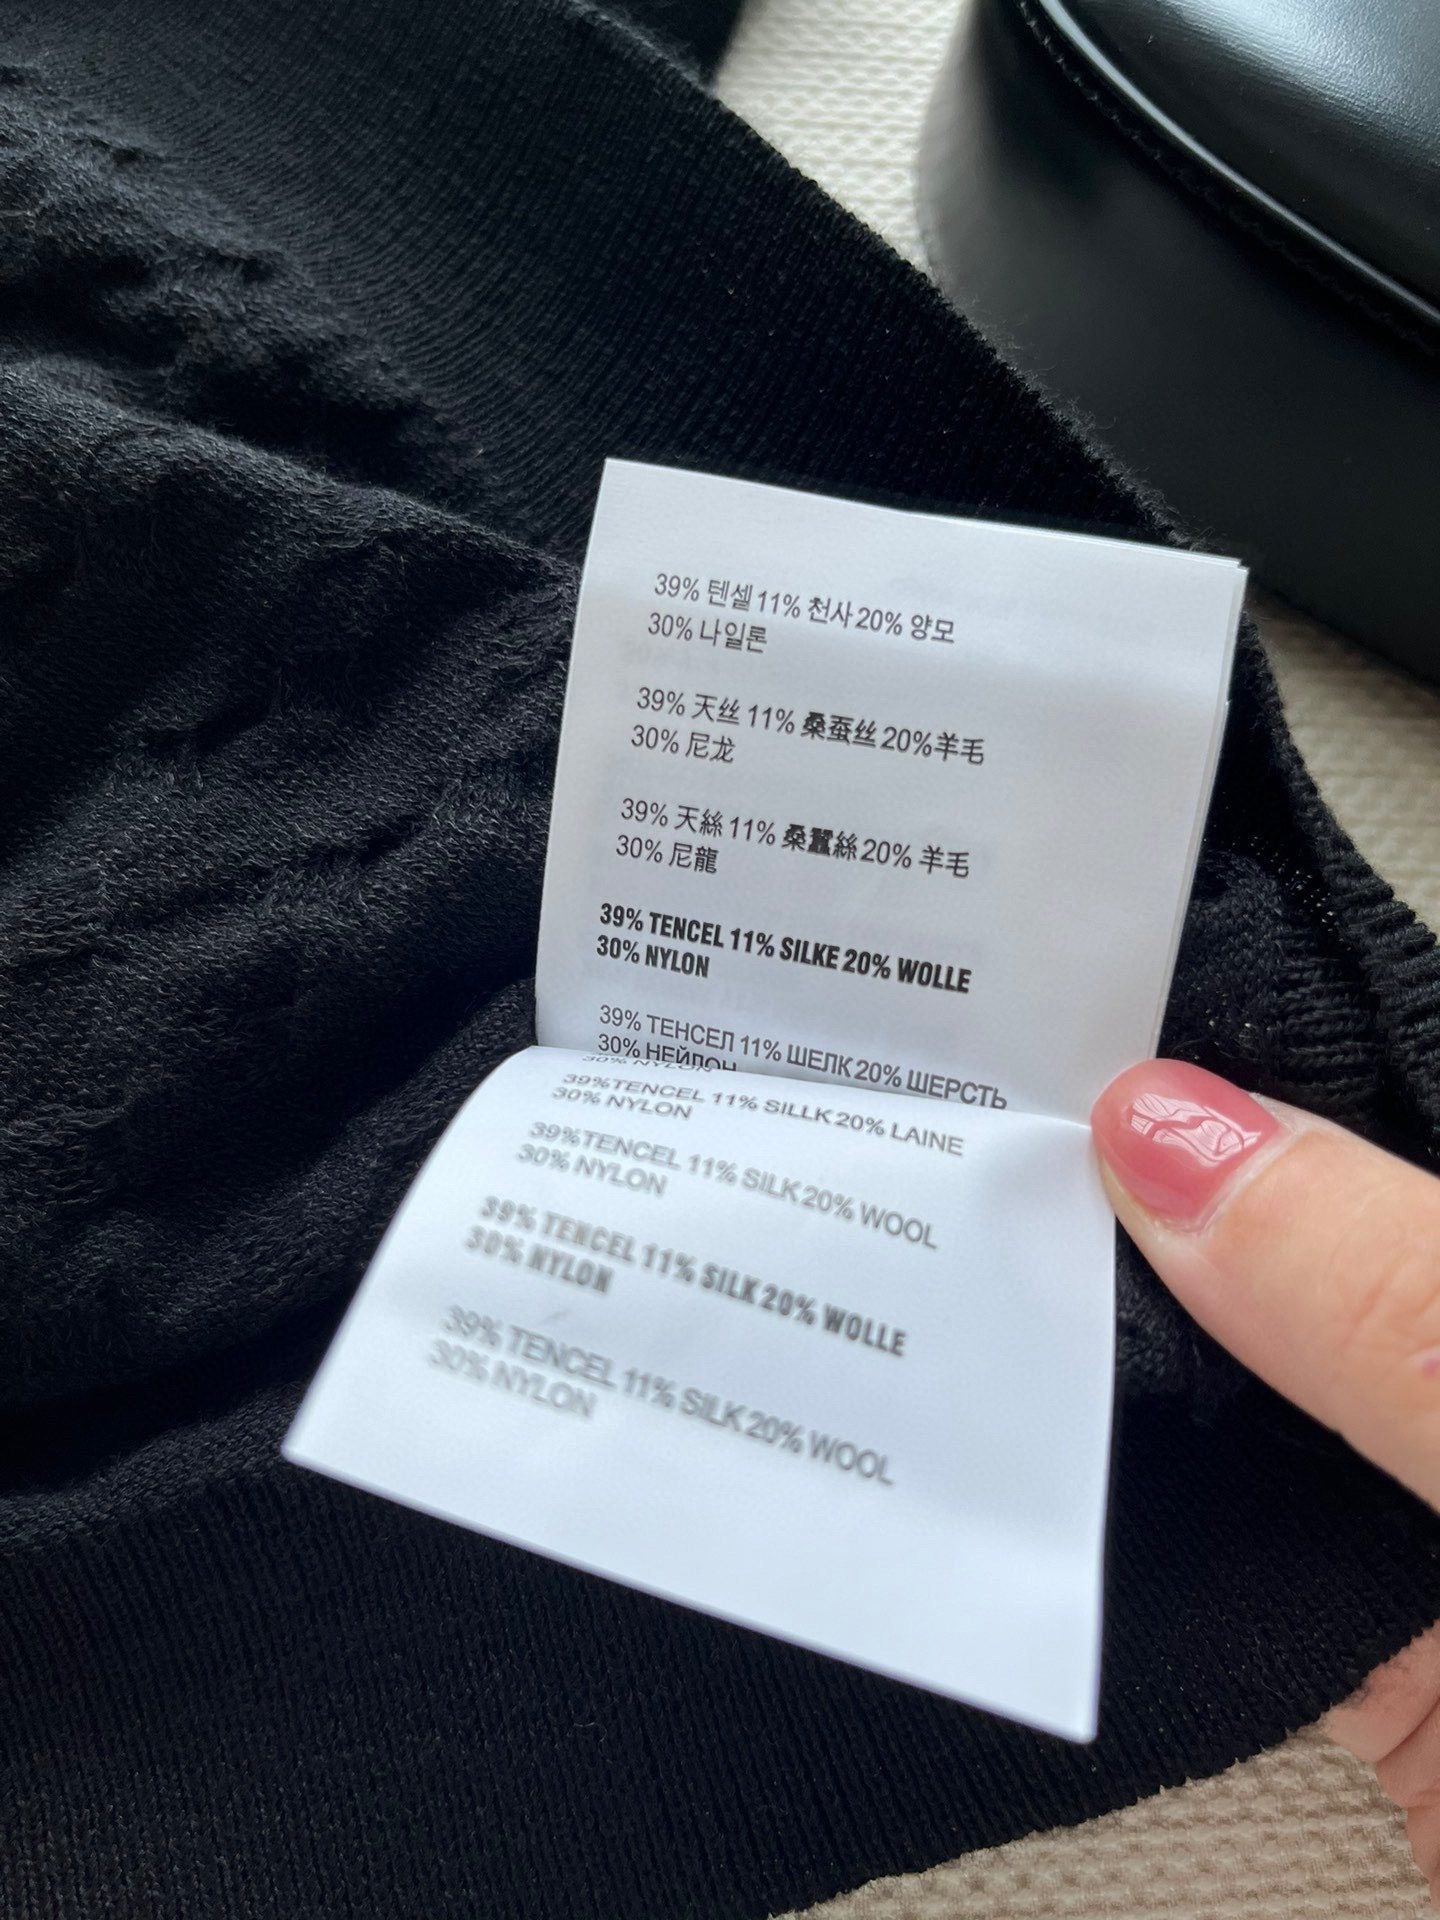 39% 텐셀 11% 천사 20% 양모
30% 나일론
39% 天丝 11% 桑蚕丝 20% 羊毛
30% 尼龙
39% 天絲 11% 桑蠶絲 20% 羊毛
30% 尼龍
39% TENCEL 11% SILKE 20% WOLLE
30% NYLON
39% ТЕНСЕЛ 11% ШЕЛК 20% ШЕРСТЬ
30% НЕЙЛОН
30% NYLON
39%TENCEL 11% SILLK 20% LAINE
30% NYLON
39%TENCEL 11% SILK 20% WOOL
30% NYLON
39% TENCEL 11% SILK 20% WOLLE
30% NYLON
39% TENCEL 11% SILK 20% WOOL
30% NYLON